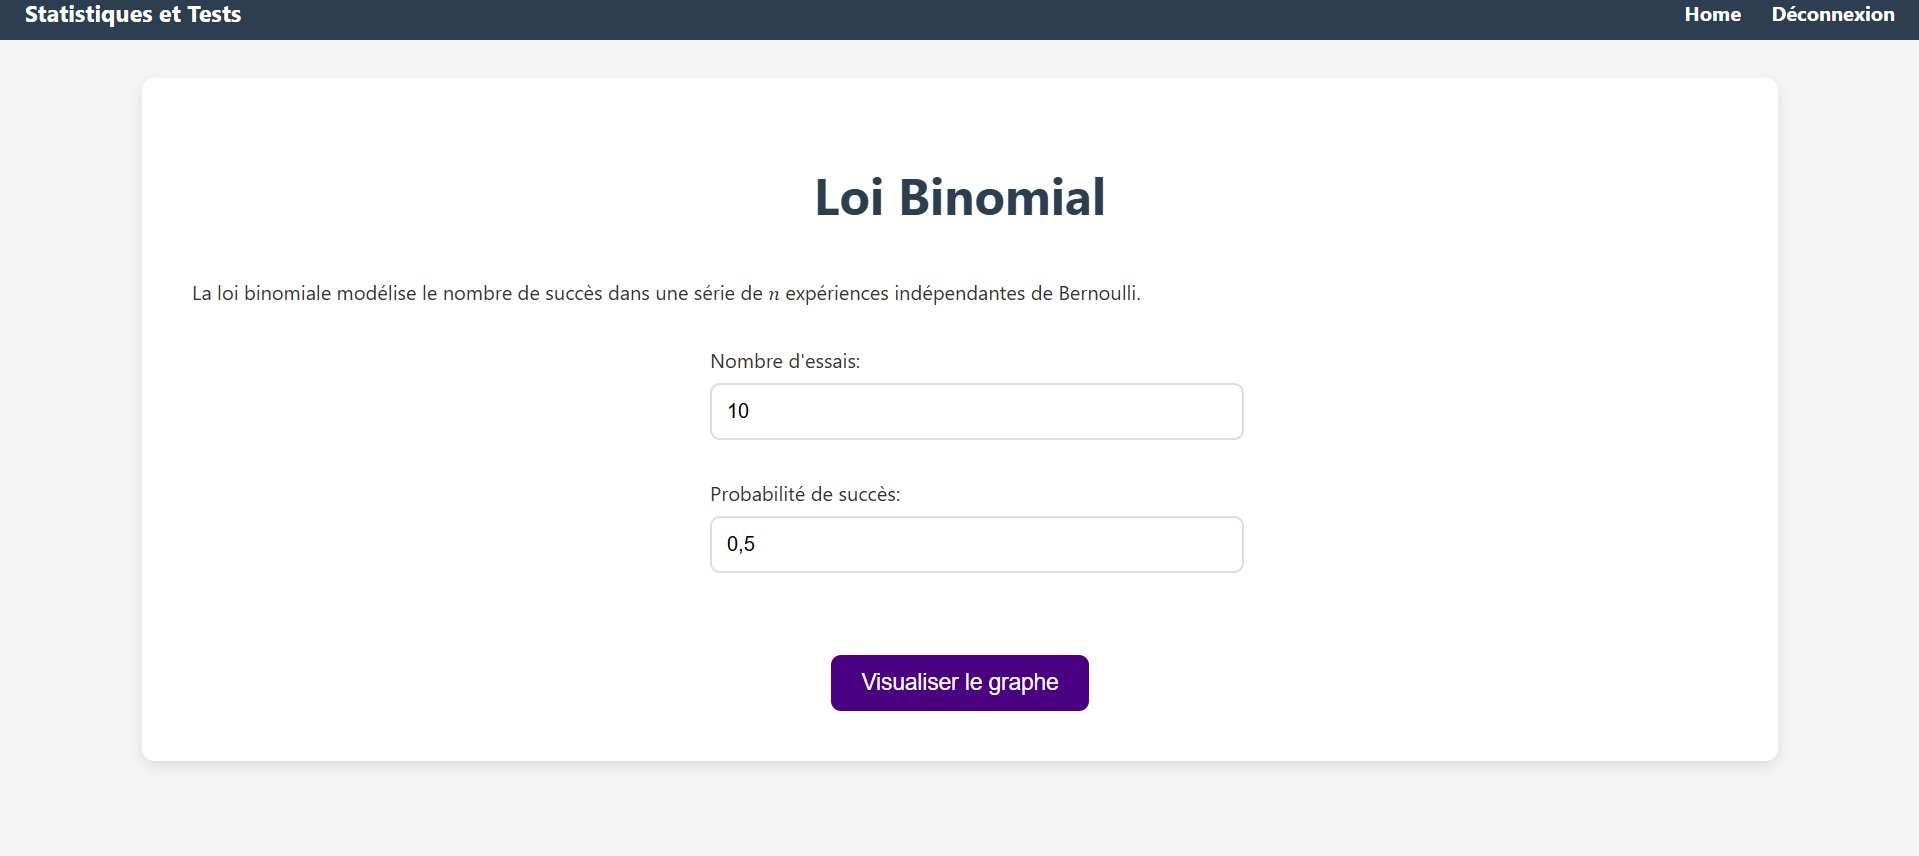 Statistiques et Tests
Home
Déconnexion
Loi Binomial
La loi binomiale modélise le nombre de succès dans une série de n expériences indépendantes de Bernoulli.
Nombre d'essais:
10
Probabilité de succès:
0,5
Visualiser le graphe